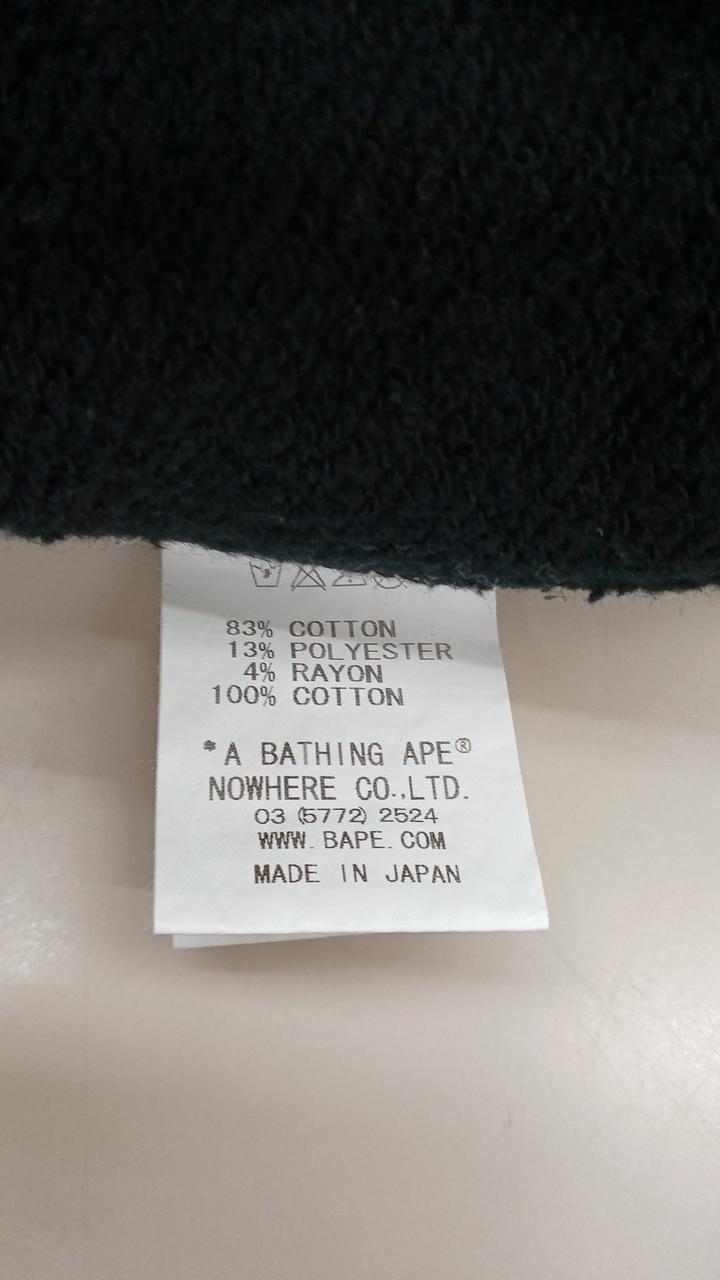 83% COTTON
13% POLYESTER
4% RAYON
100% COTTON
*A BATHING APE®
NOWHERE CO.,LTD.
03 (5772) 2524
WWW. BAPE. COM
MADE IN JAPAN